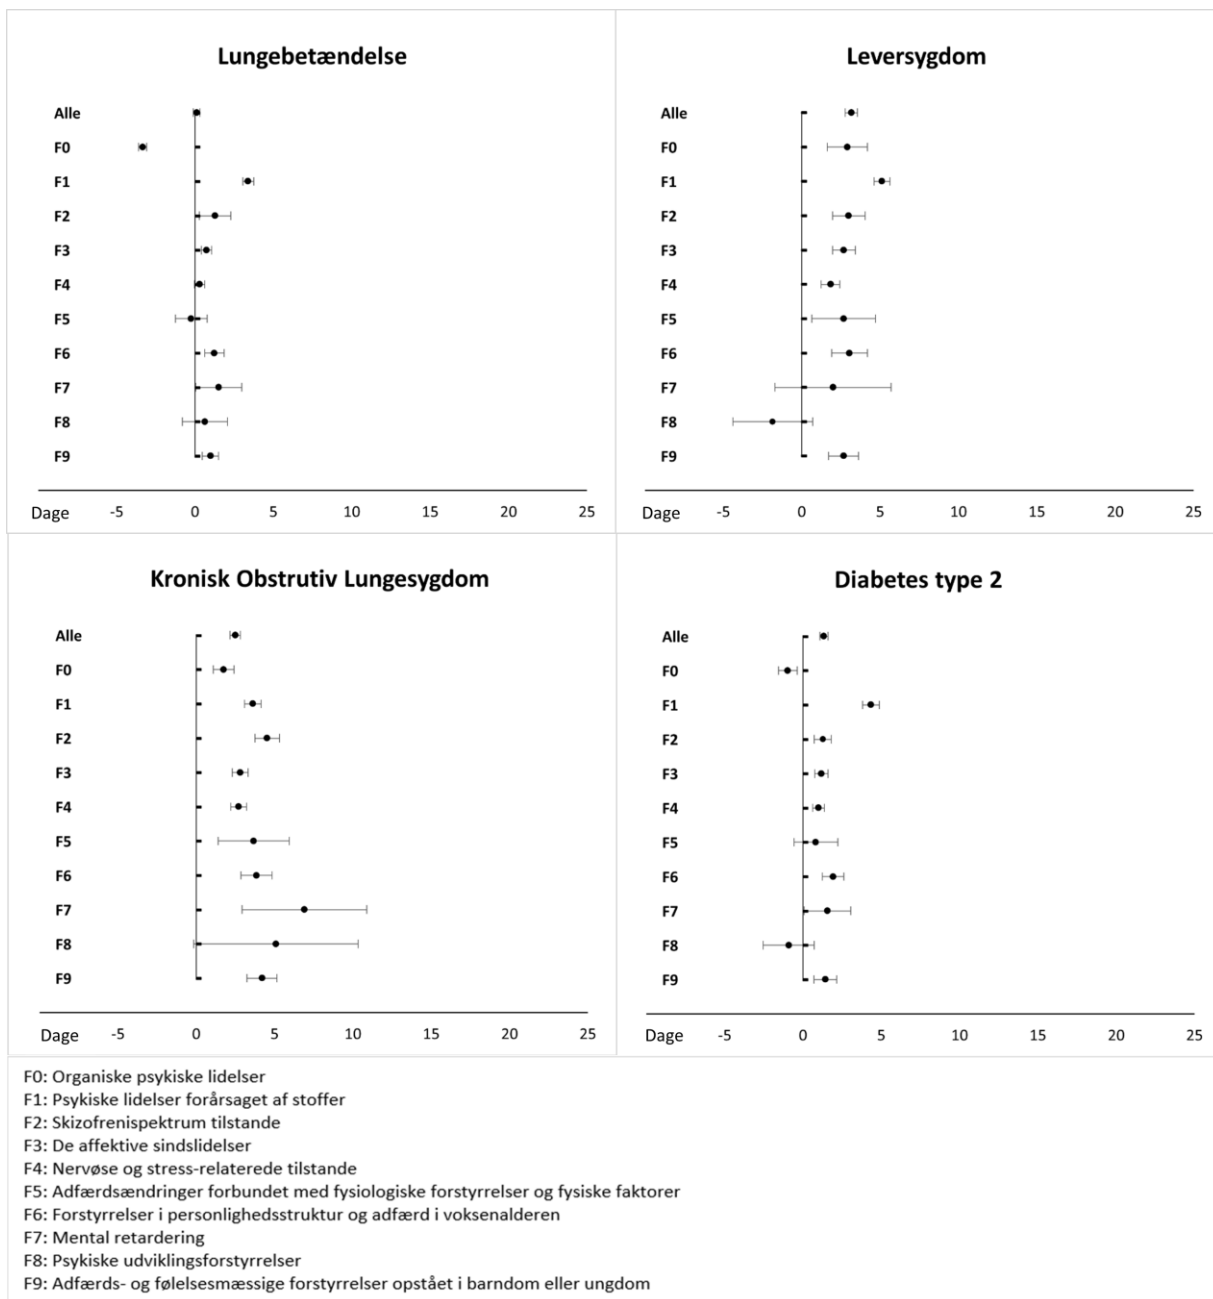 Lungebetændelse
Alle
F0
F1
F2
F3
F4
F5
F6
F7
F8
F9
Dage -5 0 5 10 15 20 25
Leversygdom
Alle
F0
F1
F2
F3
F4
F5
F6
F7
F8
F9
Dage -5 0 5 10 15 20 25
Kronisk Obstrutiv Lungesygdom
Alle
F0
F1
F2
F3
F4
F5
F6
F7
F8
F9
Dage -5 0 5 10 15 20 25
Diabetes type 2
Alle
F0
F1
F2
F3
F4
F5
F6
F7
F8
F9
Dage -5 0 5 10 15 20 25
F0: Organiske psykiske lidelser
F1: Psykiske lidelser forårsaget af stoffer
F2: Skizofrenispektrum tilstande
F3: De affektive sindslidelser
F4: Nervøse og stress-relaterede tilstande
F5: Adfærdsændringer forbundet med fysiologiske forstyrrelser og fysiske faktorer
F6: Forstyrrelser i personlighedsstruktur og adfærd i voksenalderen
F7: Mental retardering
F8: Psykiske udviklingsforstyrrelser
F9: Adfærds- og følelsesmæssige forstyrrelser opstået i barndom eller ungdom